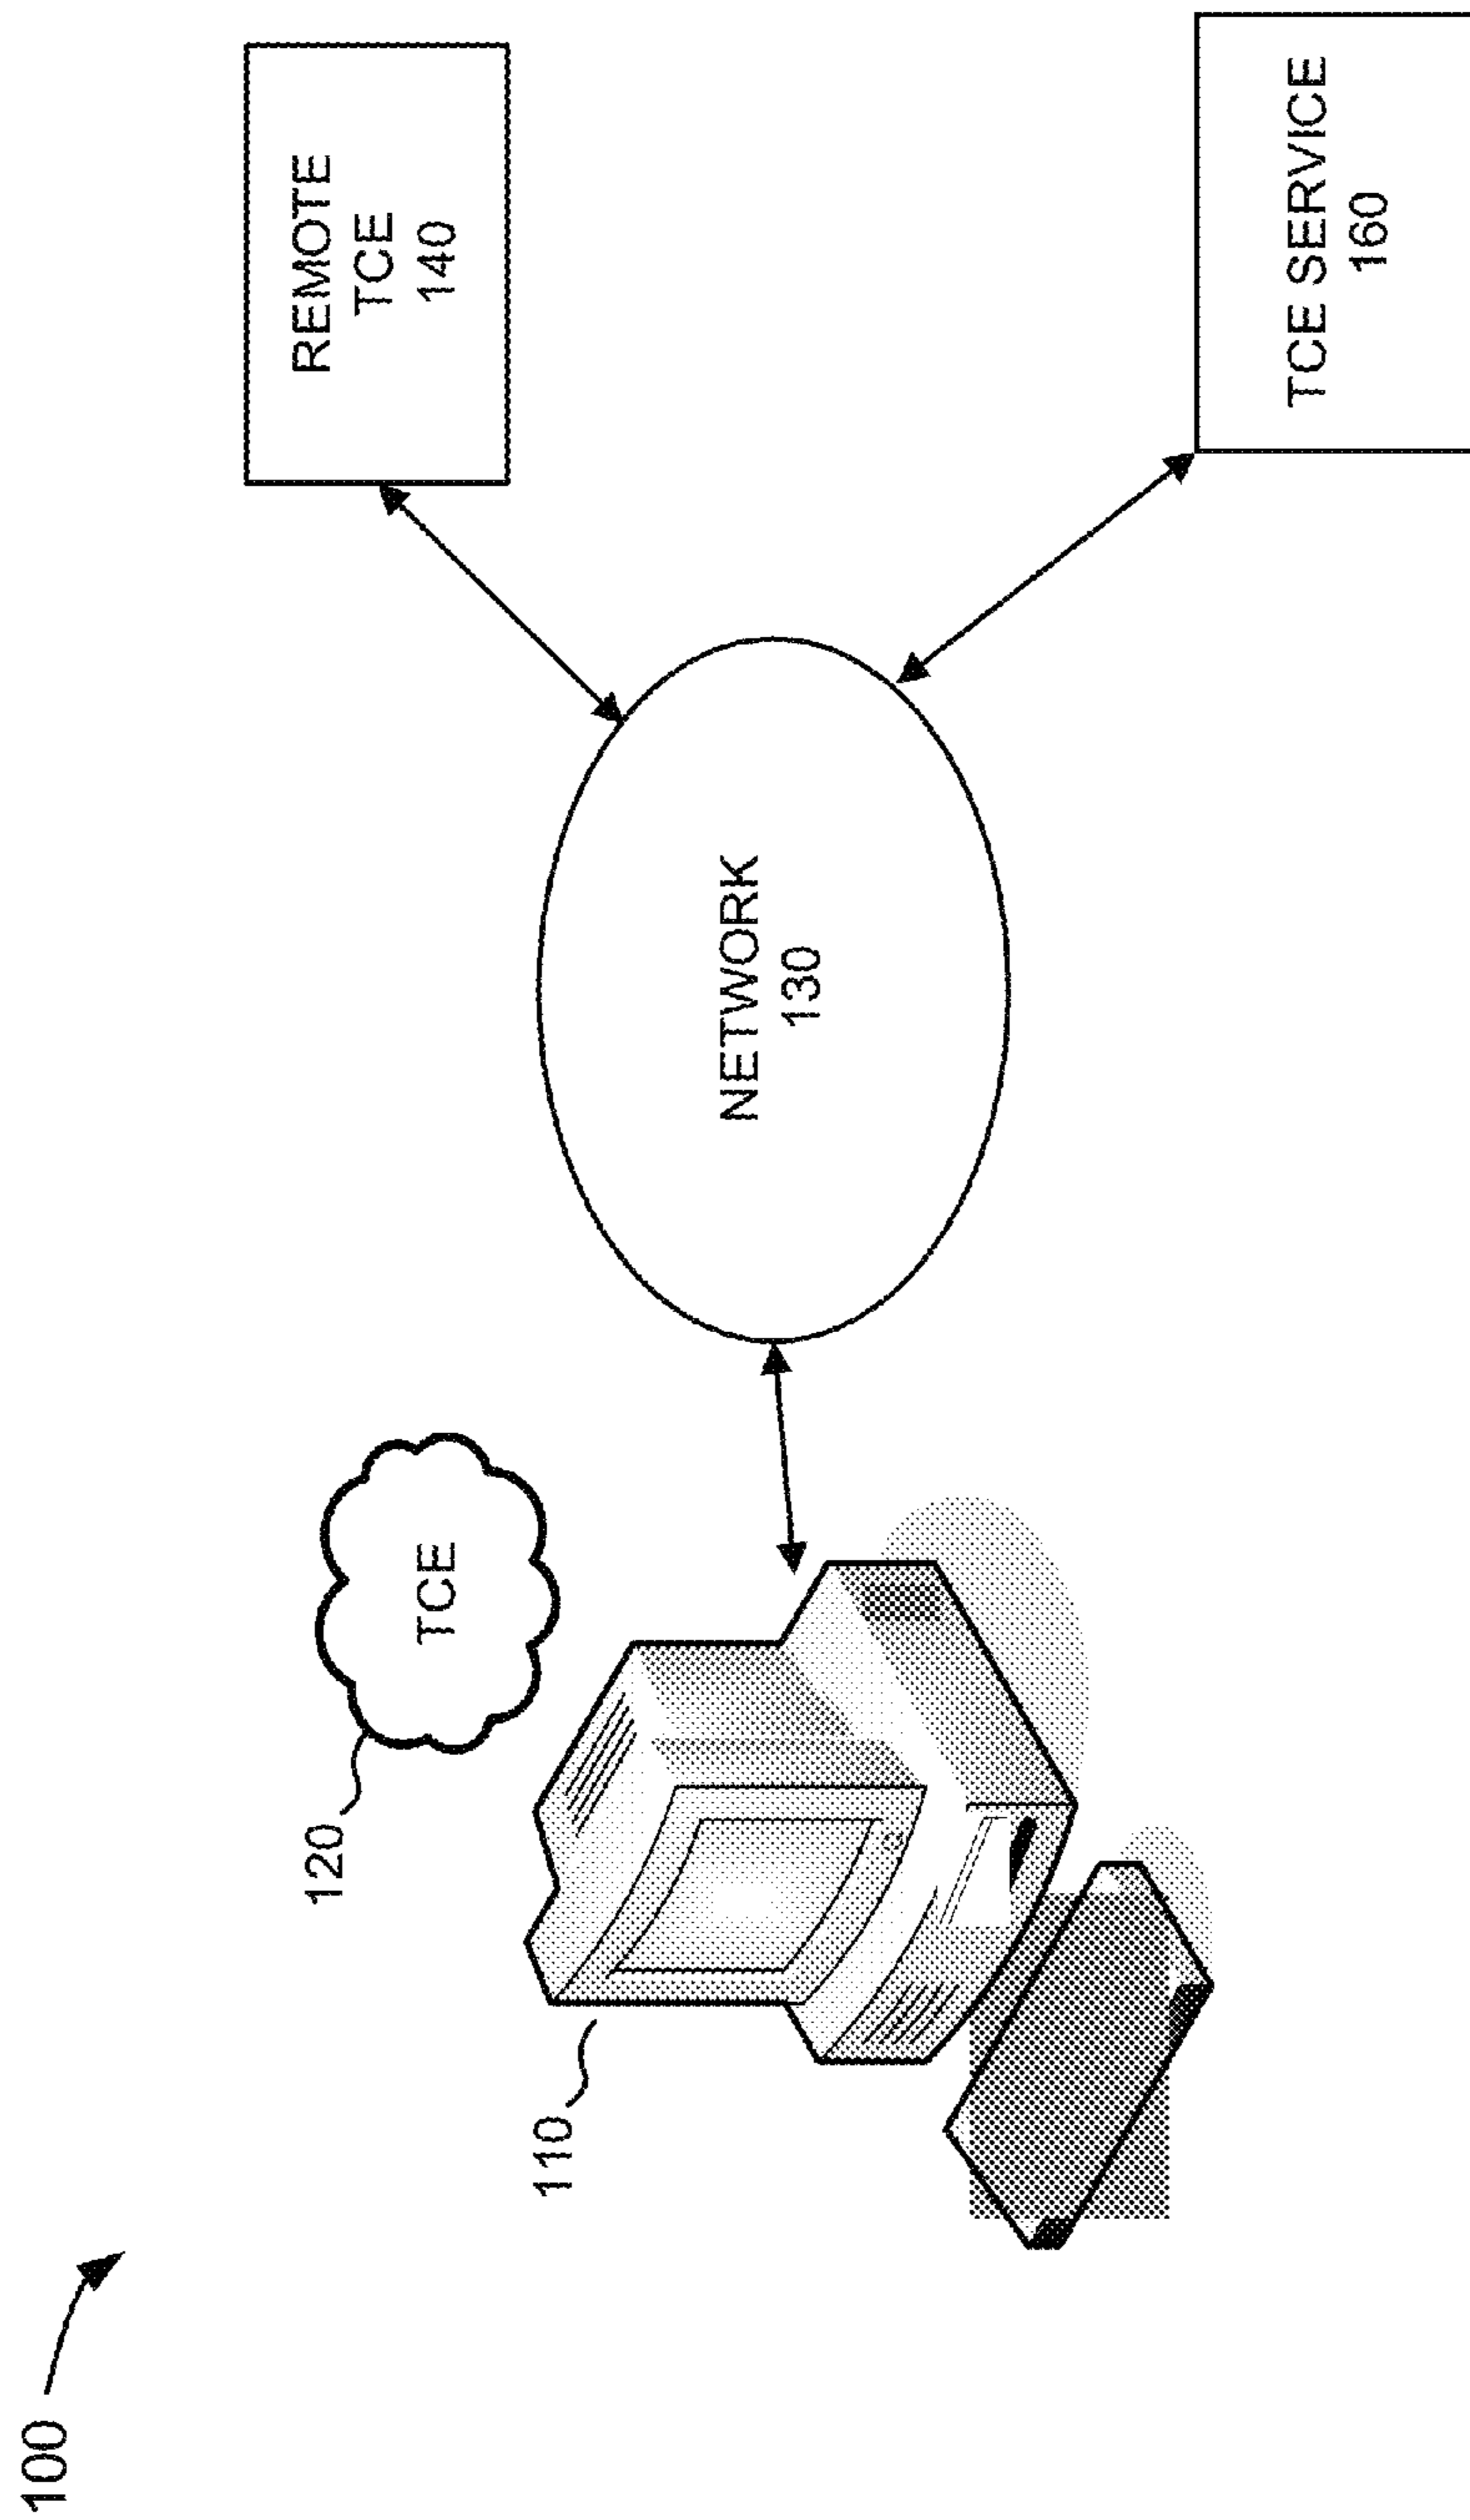 100
110
120
TCE
NETWORK
130
REMOTE
TCE
140
TCE SERVICE
160